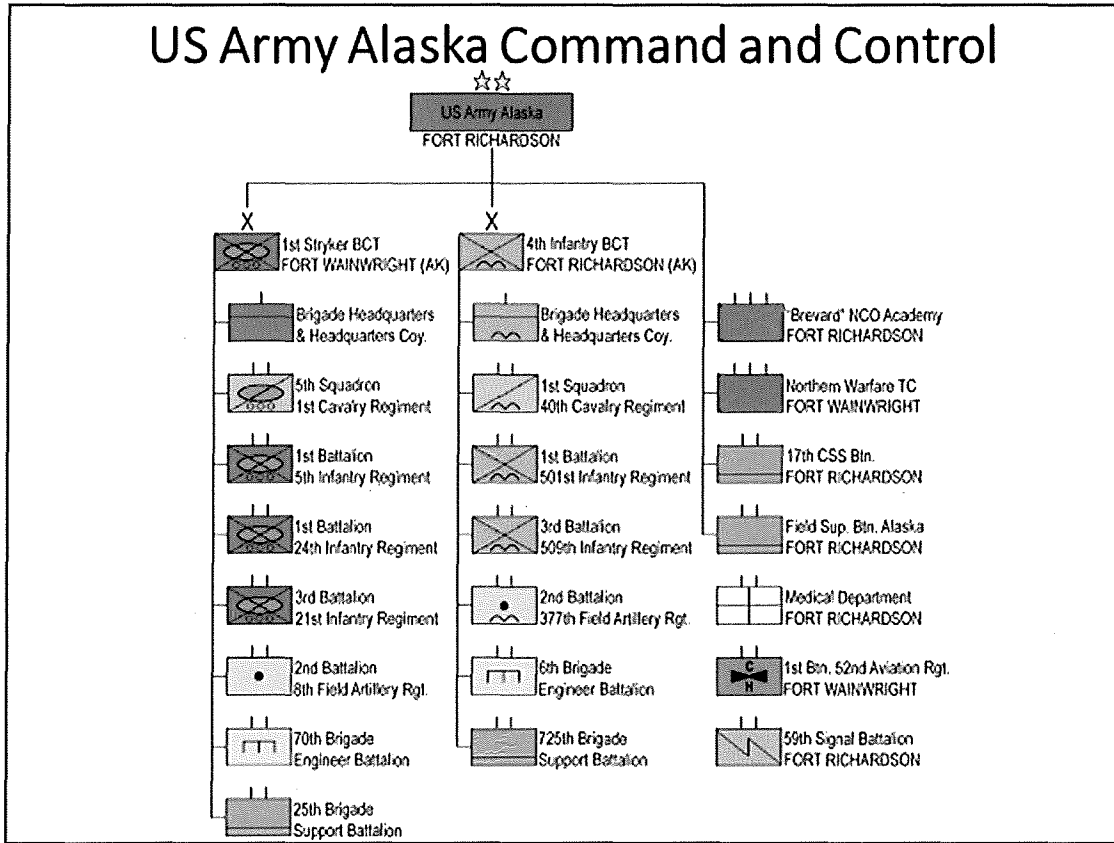 US Army Alaska Command and Control
US Army Alaska
FORT RICHARDSON
X
1st Stryker BCT
FORT WAINWRIGHT (AK)
Brigade Headquarters
& Headquarters Coy.
5th Squadron
1st Cavalry Regiment
1st Battalion
5th Infantry Regiment
1st Battalion
24th Infantry Regiment
3rd Battalion
21st Infantry Regiment
2nd Battalion
8th Field Artillery Rgt.
70th Brigade
Engineer Battalion
25th Brigade
Support Battalion
X
4th Infantry BCT
FORT RICHARDSON (AK)
Brigade Headquarters
& Headquarters Coy.
1st Squadron
40th Cavalry Regiment
1st Battalion
501st Infantry Regiment
3rd Battalion
509th Infantry Regiment
2nd Battalion
377th Field Artillery Rgt.
6th Brigade
Engineer Battalion
725th Brigade
Support Battalion
"Brevard" NCO Academy
FORT RICHARDSON
Northern Warfare TC
FORT WAINWRIGHT
17th CSS Btn.
FORT RICHARDSON
Field Sup. Btn. Alaska
FORT RICHARDSON
Medical Department
FORT RICHARDSON
C
H
1st Btn, 52nd Aviation Rgt.
FORT WAINWRIGHT
59th Signal Battalion
FORT RICHARDSON